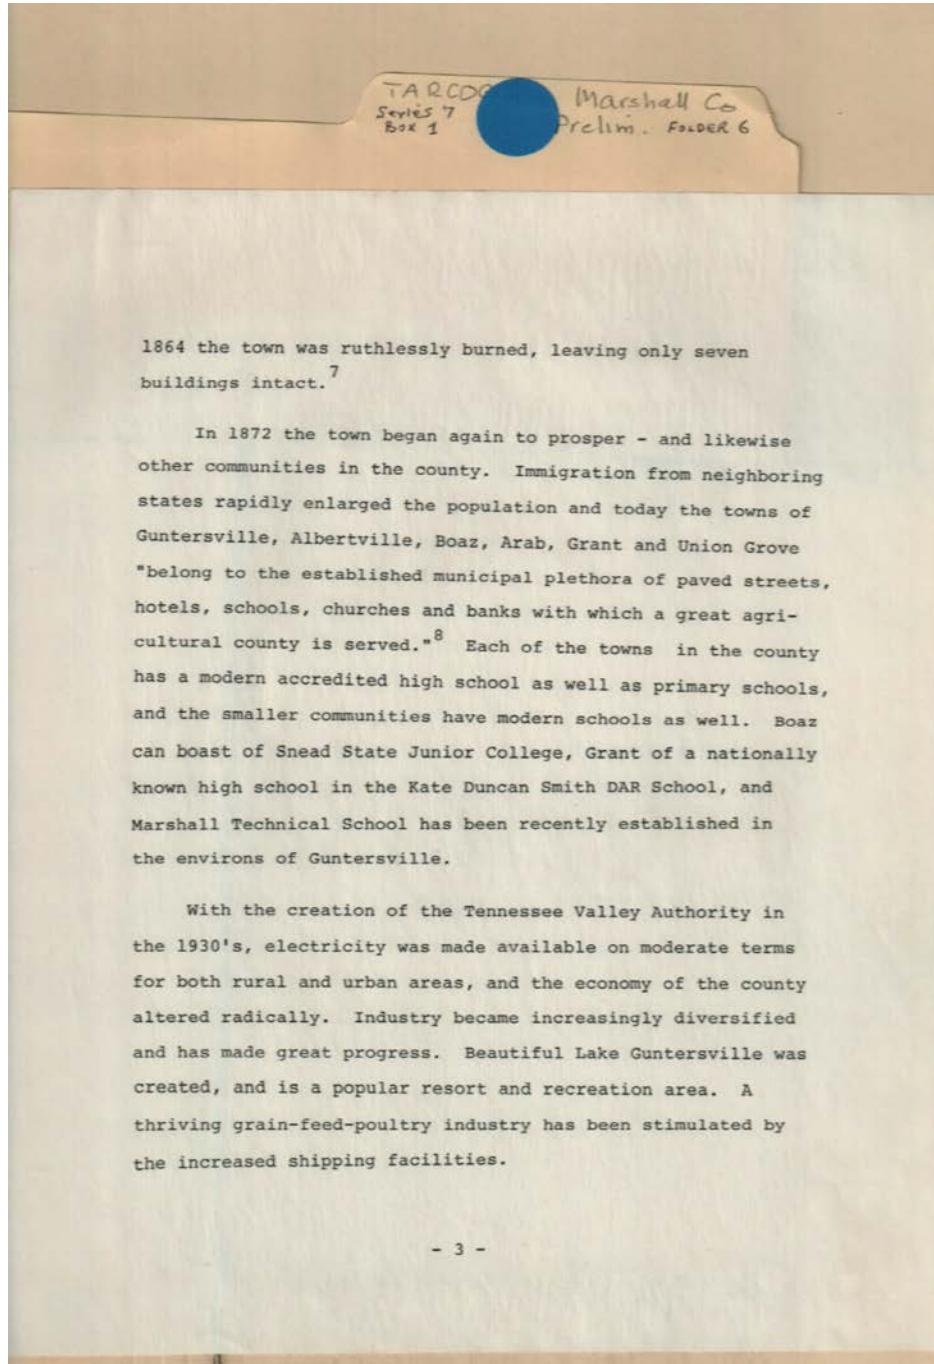 TARCOG
Series 7
Box 1
Marshall Co
Prelim. FOLDER 6
1864 the town was ruthlessly burned, leaving only seven
buildings intact.7
In 1872 the town began again to prosper - and likewise
other communities in the county. Immigration from neighboring
states rapidly enlarged the population and today the towns of
Guntersville, Albertville, Boaz, Arab, Grant and Union Grove
"belong to the established municipal plethora of paved streets,
hotels, schools, churches and banks with which a great agri-
cultural county is served."8 Each of the towns in the county
has a modern accredited high school as well as primary schools,
and the smaller communities have modern schools as well. Boaz
can boast of Snead State Junior College, Grant of a nationally
known high school in the Kate Duncan Smith DAR School, and
Marshall Technical School has been recently established in
the environs of Guntersville.
With the creation of the Tennessee Valley Authority in
the 1930's, electricity was made available on moderate terms
for both rural and urban areas, and the economy of the county
altered radically. Industry became increasingly diversified
and has made great progress. Beautiful Lake Guntersville was
created, and is a popular resort and recreation area. A
thriving grain-feed-poultry industry has been stimulated by
the increased shipping facilities.
- 3 -